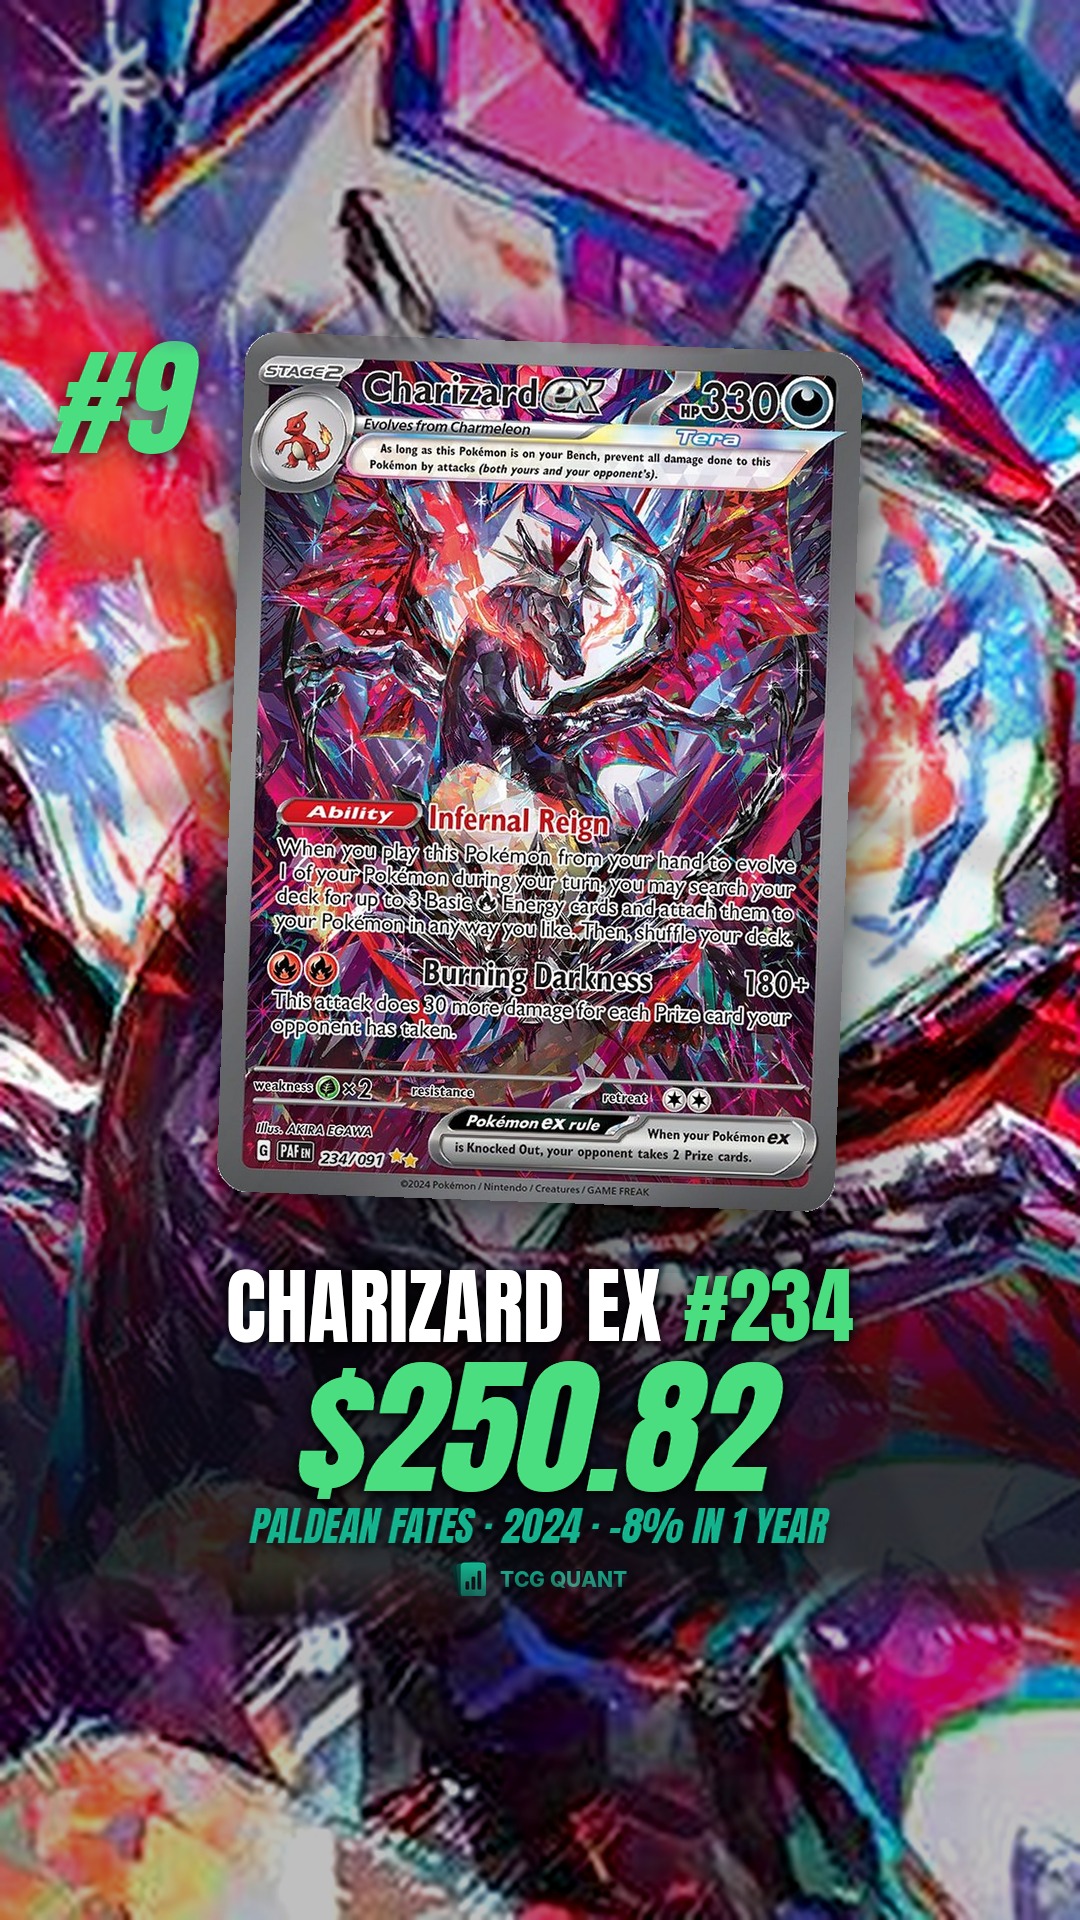 #9
STAGE2
Charizard ex
HP330
Evolves from Charmeleon
Tera
As long as this Pokémon is on your Bench, prevent all damage done to this
Pokémon by attacks (both yours and your opponent's).
Ability Infernal Reign
When you play this Pokémon from your hand to evolve
1 of your Pokémon during your turn, you may search your
deck for up to 3 Basic Energy cards and attach them to
your Pokémon in any way you like. Then, shuffle your deck.
Burning Darkness 180+
This attack does 30 more damage for each Prize card your
opponent has taken.
weakness ×2 resistance retreat
Illus. AKIRA EGAWA
G PAF EN 234/091
Pokémon ex rule When your Pokémon ex
is Knocked Out, your opponent takes 2 Prize cards.
©2024 Pokémon / Nintendo / Creatures / GAME FREAK
CHARIZARD EX #234
$250.82
PALDEAN FATES · 2024 · -8% IN 1 YEAR
TCG QUANT